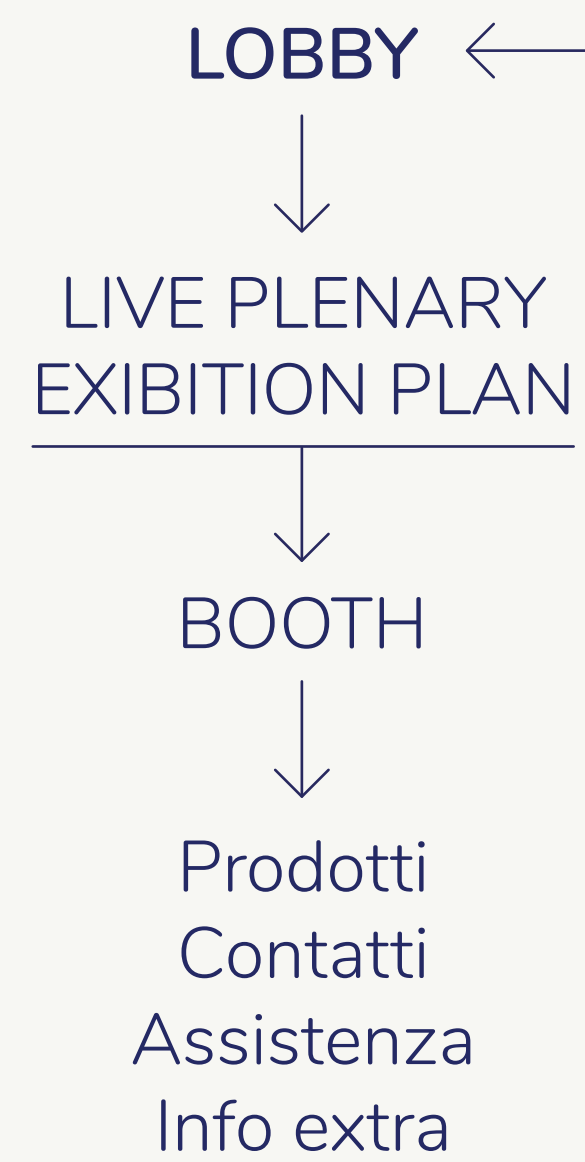 LOBBY
LIVE PLENARY
EXIBITION PLAN
BOOTH
Prodotti
Contatti
Assistenza
Info extra